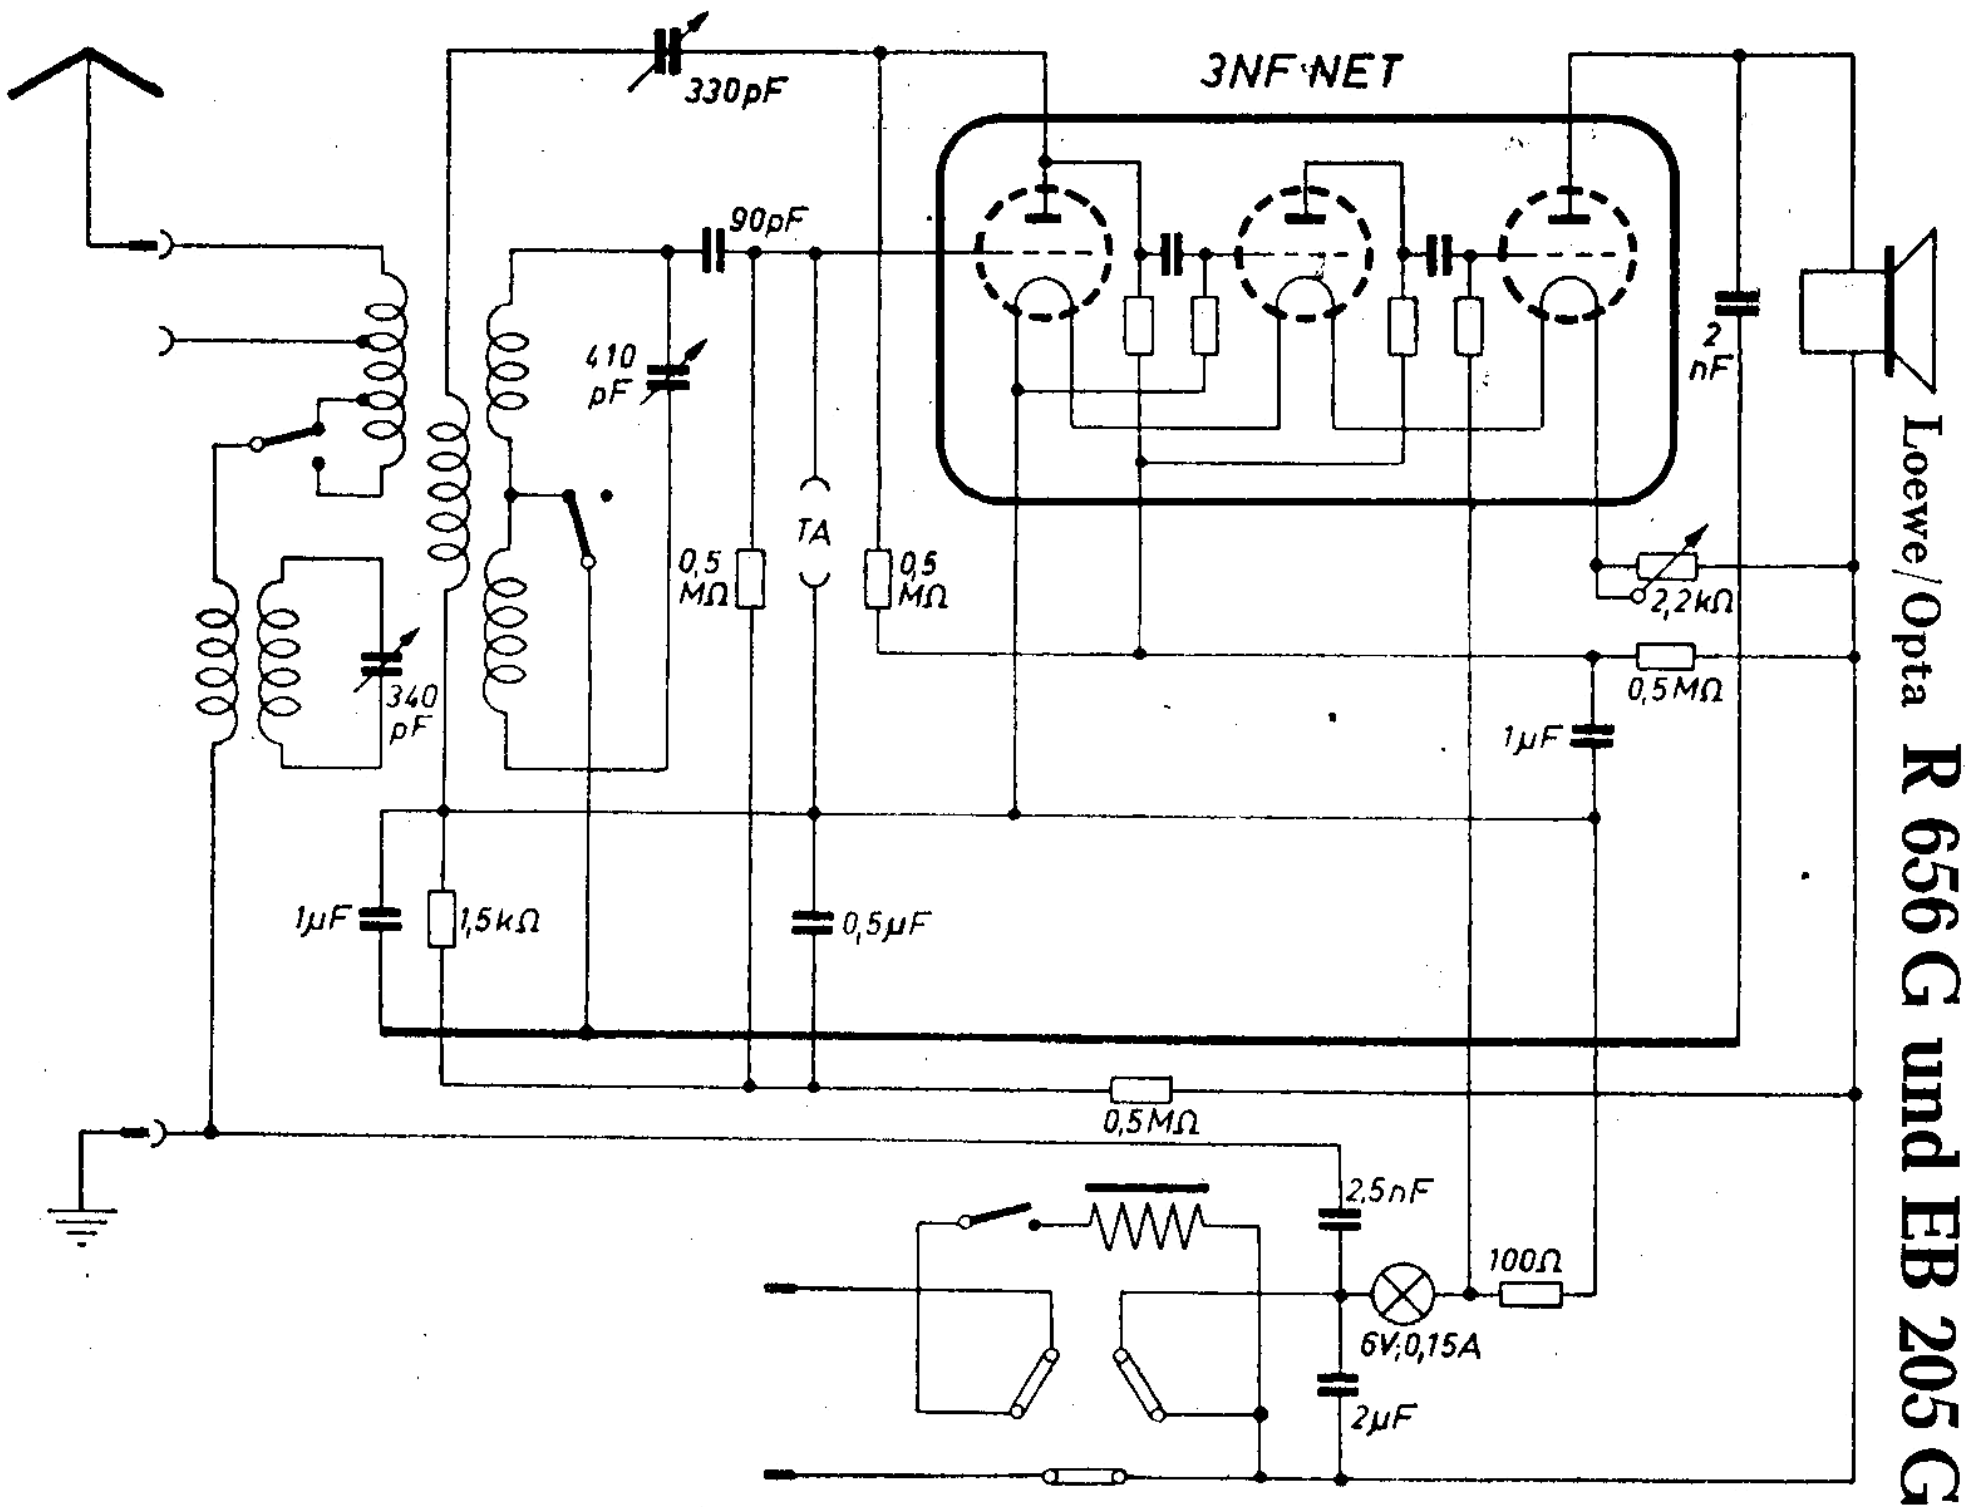 3NF-NET
330pF
90pF
410
pF
2
nF
0,5
MΩ
TA
0,5
MΩ
2,2kΩ
340
pF
0,5MΩ
1µF
1µF
1,5kΩ
0,5µF
0,5MΩ
2,5nF
100Ω
6V;0,15A
2µF
Loewe/Opta R 656 G und EB 205 G